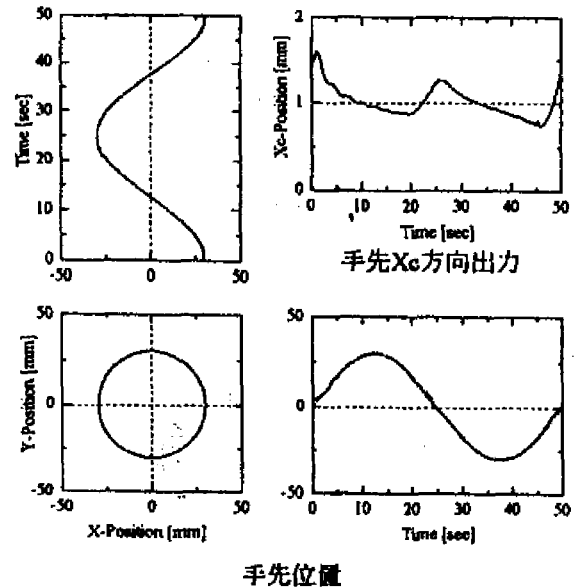 50
40
30
20
10
0
Time [sec]
-50 0 50
2
1
0
Xc-Position [mm]
0 10 20 30 40 50
Time [sec]
手先Xc方向出力
50
0
-50
Y-Position [mm]
-50 0 50
X-Position [mm]
50
0
-50
0 10 20 30 40 50
Time [sec]
手先位置